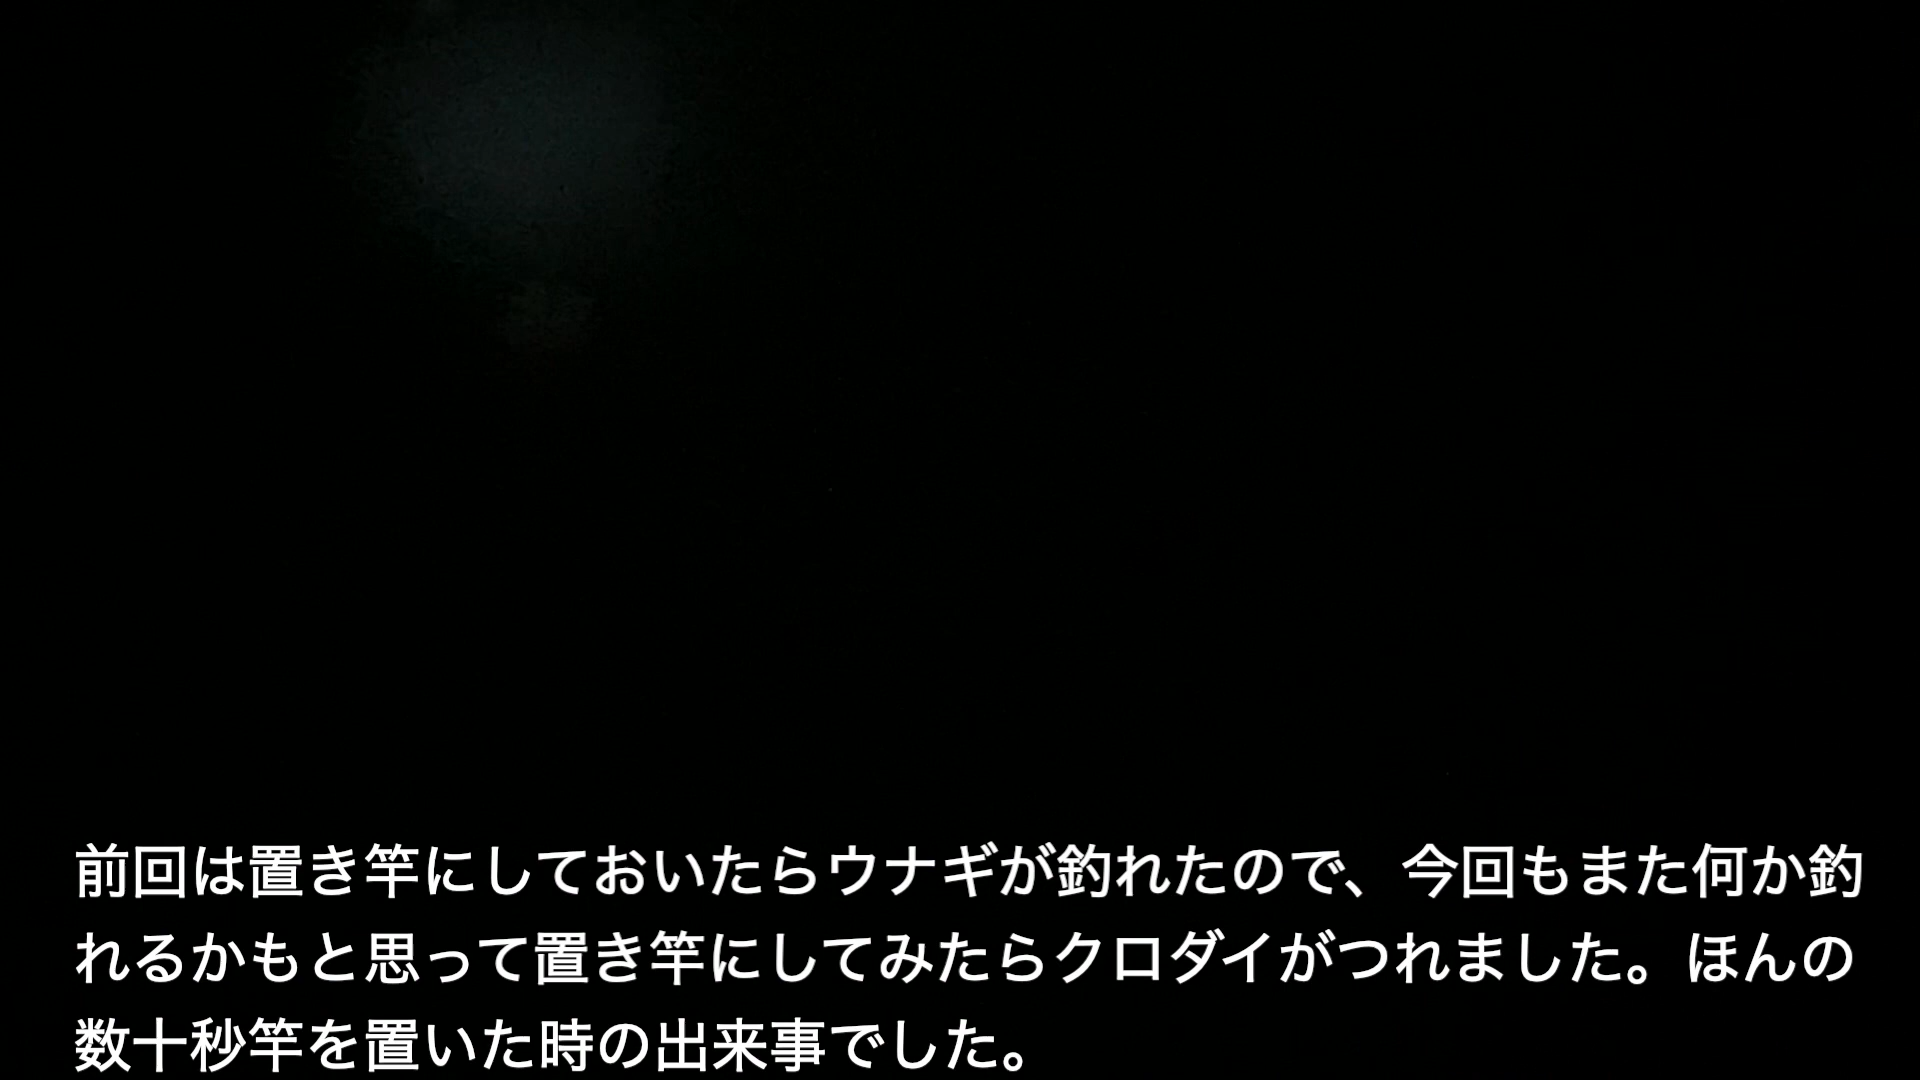 前回は置き竿にしておいたらウナギが釣れたので、今回もまた何か釣
れるかもと思って置き竿にしてみたらクロダイがつれました。ほんの
数十秒竿を置いた時の出来事でした。